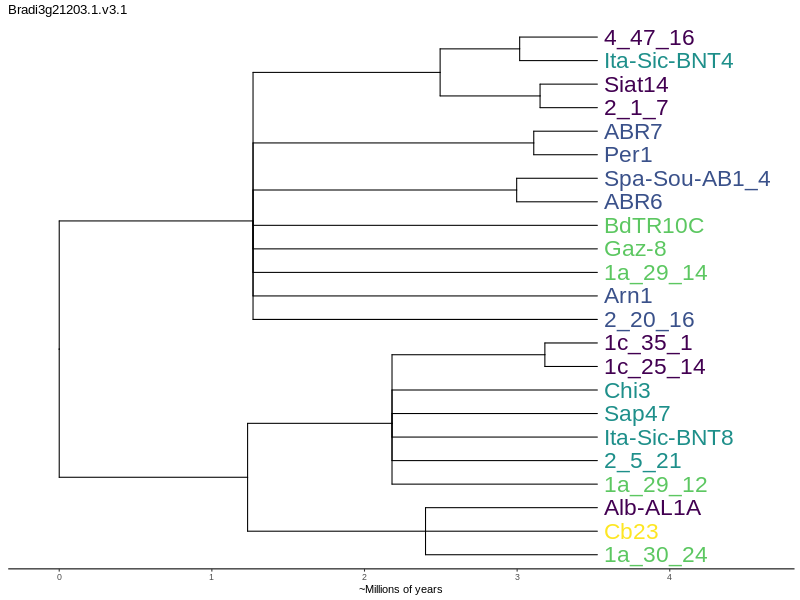 Bradi3g21203.1.v3.1
4_47_16
Ita-Sic-BNT4
Siat14
2_1_7
ABR7
Per1
Spa-Sou-AB1_4
ABR6
BdTR10C
Gaz-8
1a_29_14
Arn1
2_20_16
1c_35_1
1c_25_14
Chi3
Sap47
Ita-Sic-BNT8
2_5_21
1a_29_12
Alb-AL1A
Cb23
1a_30_24
0 1 2 3 4
~Millions of years